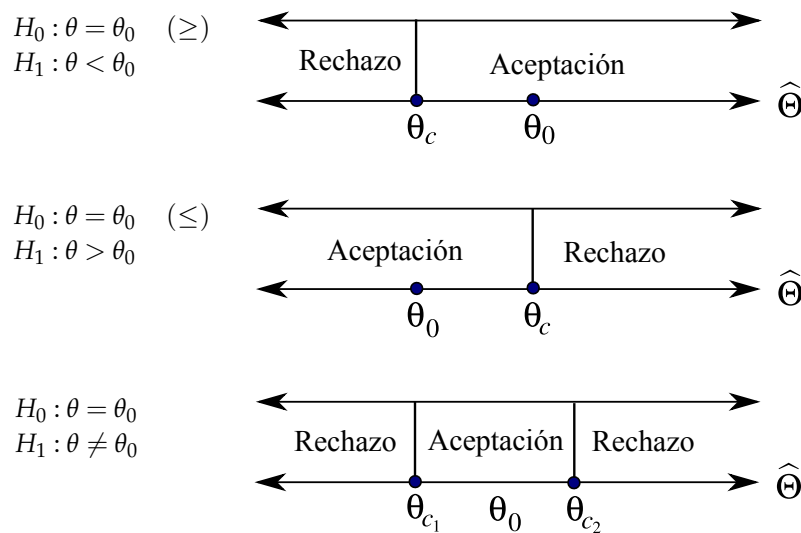 H₀ : θ = θ₀ (≥)
H₁ : θ < θ₀
Rechazo Aceptación
θ_c θ₀ Θ̂
H₀ : θ = θ₀ (≤)
H₁ : θ > θ₀
Aceptación Rechazo
θ₀ θ_c Θ̂
H₀ : θ = θ₀
H₁ : θ ≠ θ₀
Rechazo Aceptación Rechazo
θ_c₁ θ₀ θ_c₂ Θ̂